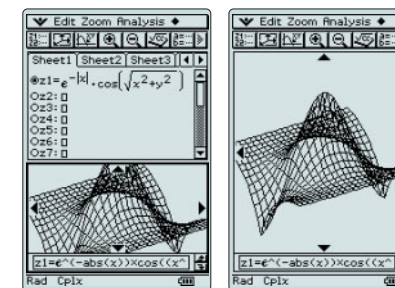 Edit Zoom Analysis ◆
Sheet1 Sheet2 Sheet3
z1=e^-|x|·cos(√x²+y²)
z2:▯
z3:▯
z4:▯
z5:▯
z6:▯
z7:▯
z1=e^(-abs(x))×cos((x^
Rad Cplx
Edit Zoom Analysis ◆
z1=e^(-abs(x))×cos((x^
Rad Cplx